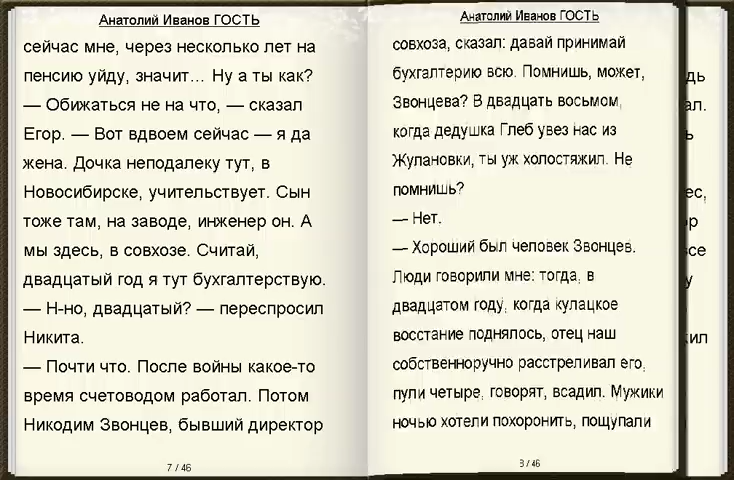 Анатолий Иванов ГОСТЬ
сейчас мне, через несколько лет на
пенсию уйду, значит... Ну а ты как?
— Обижаться не на что, — сказал
Егор. — Вот вдвоем сейчас — я да
жена. Дочка неподалеку тут, в
Новосибирске, учительствует. Сын
тоже там, на заводе, инженер он. А
мы здесь, в совхозе. Считай,
двадцатый год я тут бухгалтерствую.
— Н-но, двадцатый? — переспросил
Никита.
— Почти что. После войны какое-то
время счетоводом работал. Потом
Никодим Звонцев, бывший директор
7 / 46
Анатолий Иванов ГОСТЬ
совхоза, сказал: давай принимай
бухгалтерию всю. Помнишь, может,
Звонцева? В двадцать восьмом,
когда дедушка Глеб увез нас из
Жулановки, ты уж холостяжил. Не
помнишь?
— Нет.
— Хороший был человек Звонцев.
Люди говорили мне: тогда, в
двадцатом году, когда кулацкое
восстание поднялось, отец наш
собственноручно расстреливал его,
пули четыре, говорят, всадил. Мужики
ночью хотели похоронить, пощупали
8 / 46